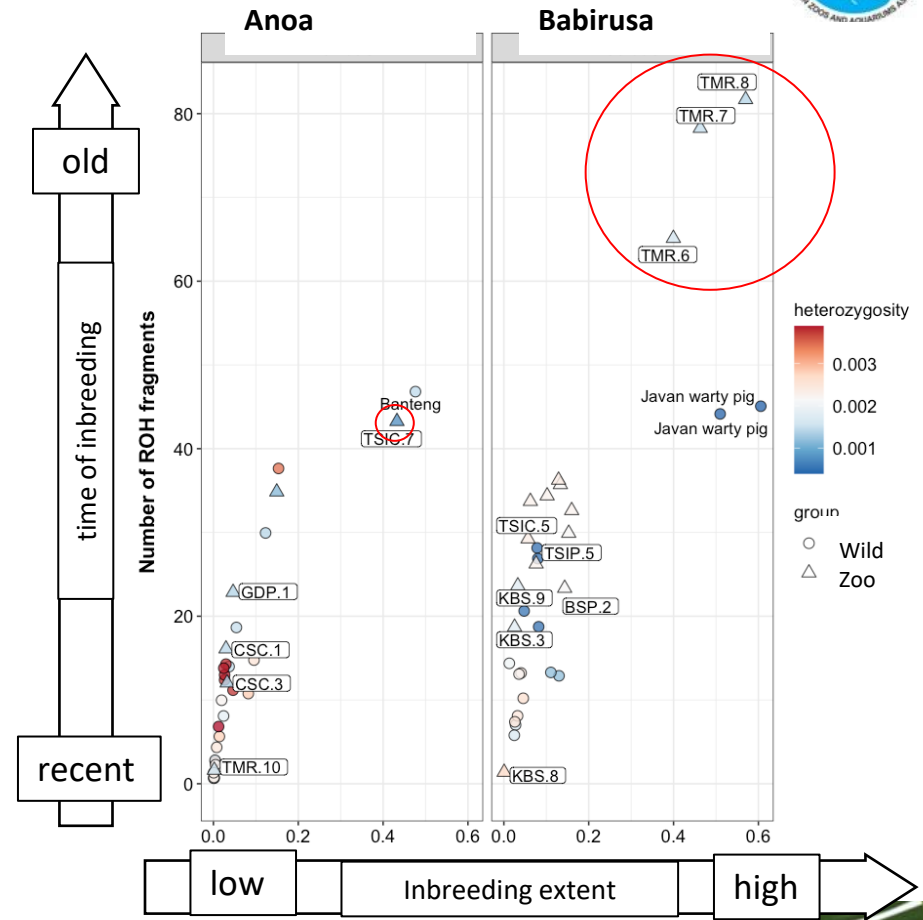 Anoa
Babirusa
ZOOS AND AQUARIUMS AS
old
time of inbreeding
recent
Number of ROH fragments
80
60
40
20
0
Banteng
TSIC.7
GDP.1
CSC.1
CSC.3
TMR.10
TMR.8
TMR.7
TMR.6
Javan warty pig
Javan warty pig
TSIC.5
TSIP.5
KBS.9
BSP.2
KBS.3
KBS.8
heterozygosity
0.003
0.002
0.001
group
Wild
Zoo
0.0 0.2 0.4 0.6
0.0 0.2 0.4 0.6
low
Inbreeding extent
high